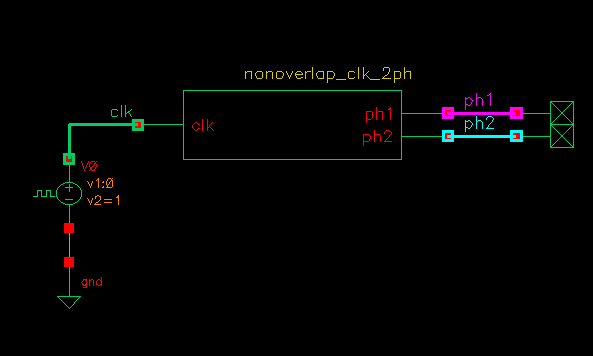 nonoverlap_clk_2ph
ph1
clk
ph1
clk
ph2
ph2
V0
v1:0
v2=1
gnd